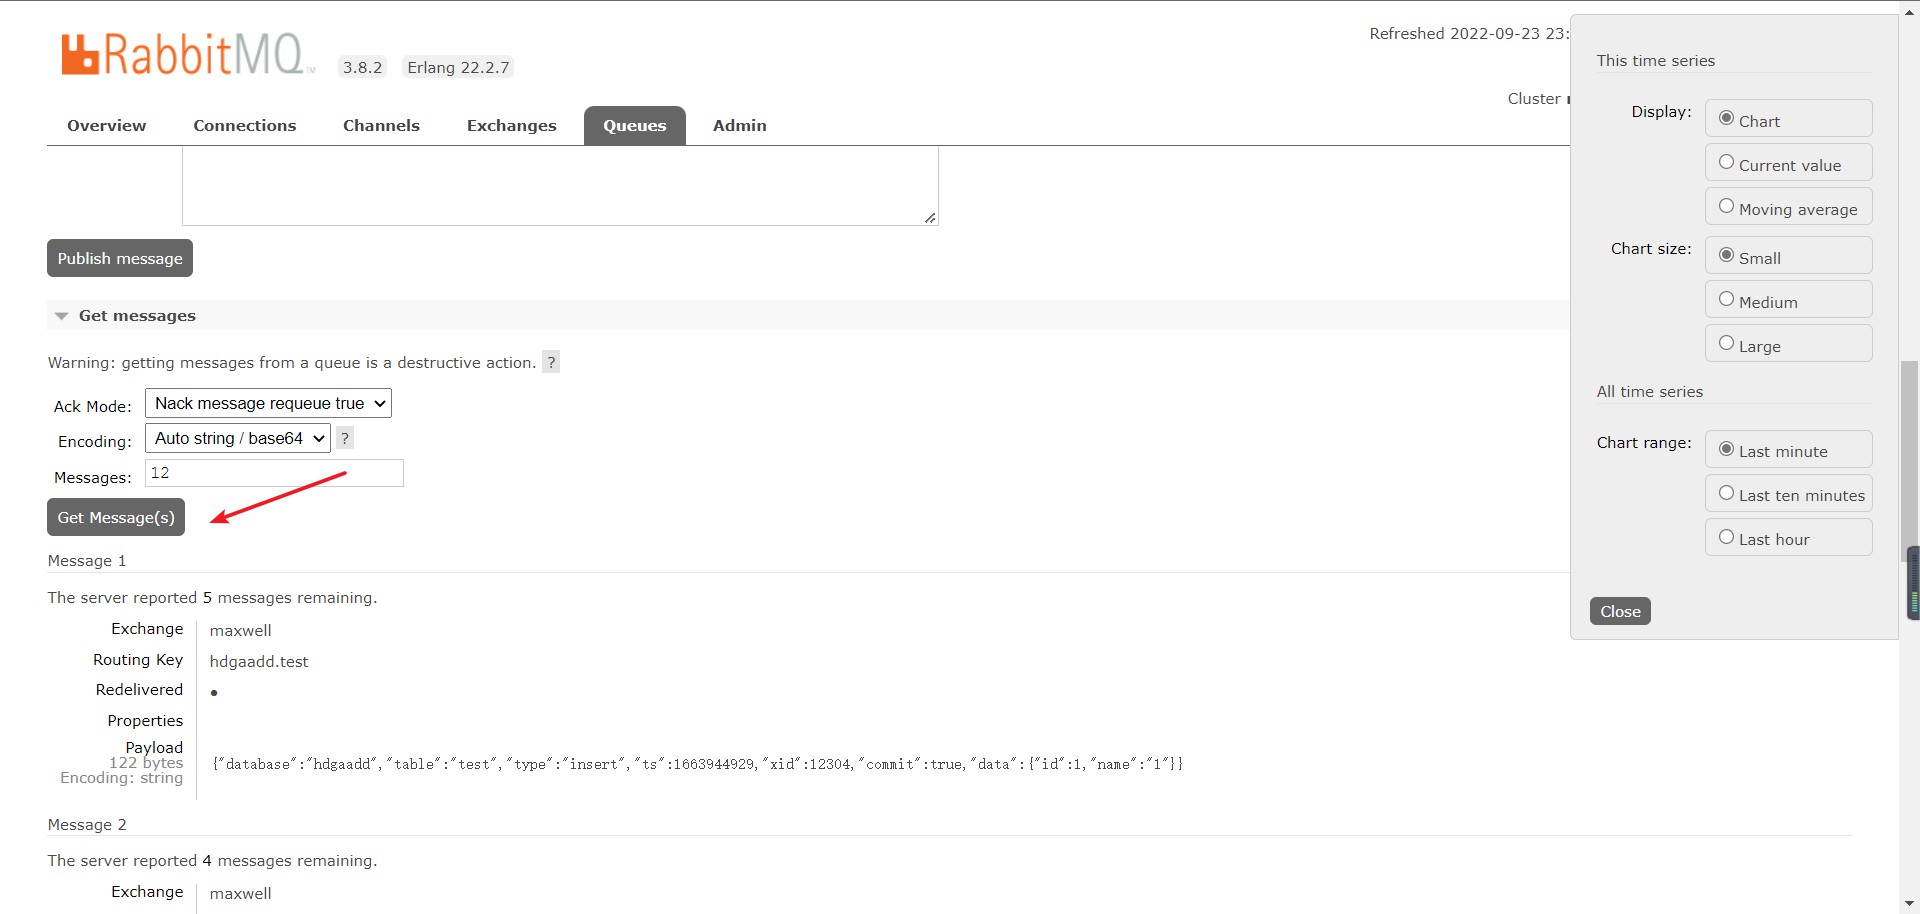 RabbitMQ TM 3.8.2 Erlang 22.2.7
Refreshed 2022-09-23 23:
Cluster
Overview Connections Channels Exchanges Queues Admin
Publish message
Get messages
Warning: getting messages from a queue is a destructive action. ?
Ack Mode: Nack message requeue true
Encoding: Auto string / base64 ?
Messages: 12
Get Message(s)
Message 1
The server reported 5 messages remaining.
Exchange maxwell
Routing Key hdgaadd.test
Redelivered ●
Properties
Payload
122 bytes
Encoding: string
{"database":"hdgaadd","table":"test","type":"insert","ts":1663944929,"xid":12304,"commit":true,"data":{"id":1,"name":"1"}}
Message 2
The server reported 4 messages remaining.
Exchange maxwell
This time series
Display: Chart
Current value
Moving average
Chart size: Small
Medium
Large
All time series
Chart range: Last minute
Last ten minutes
Last hour
Close